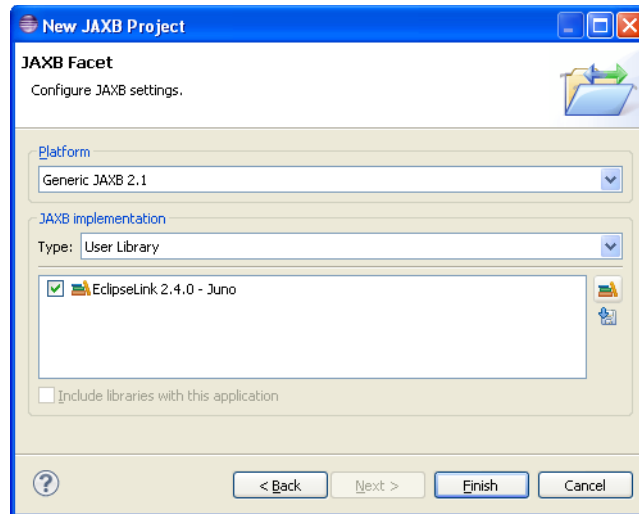 New JAXB Project
JAXB Facet
Configure JAXB settings.
Platform
Generic JAXB 2.1
JAXB implementation
Type: User Library
EclipseLink 2.4.0 - Juno
Include libraries with this application
? < Back Next > Finish Cancel